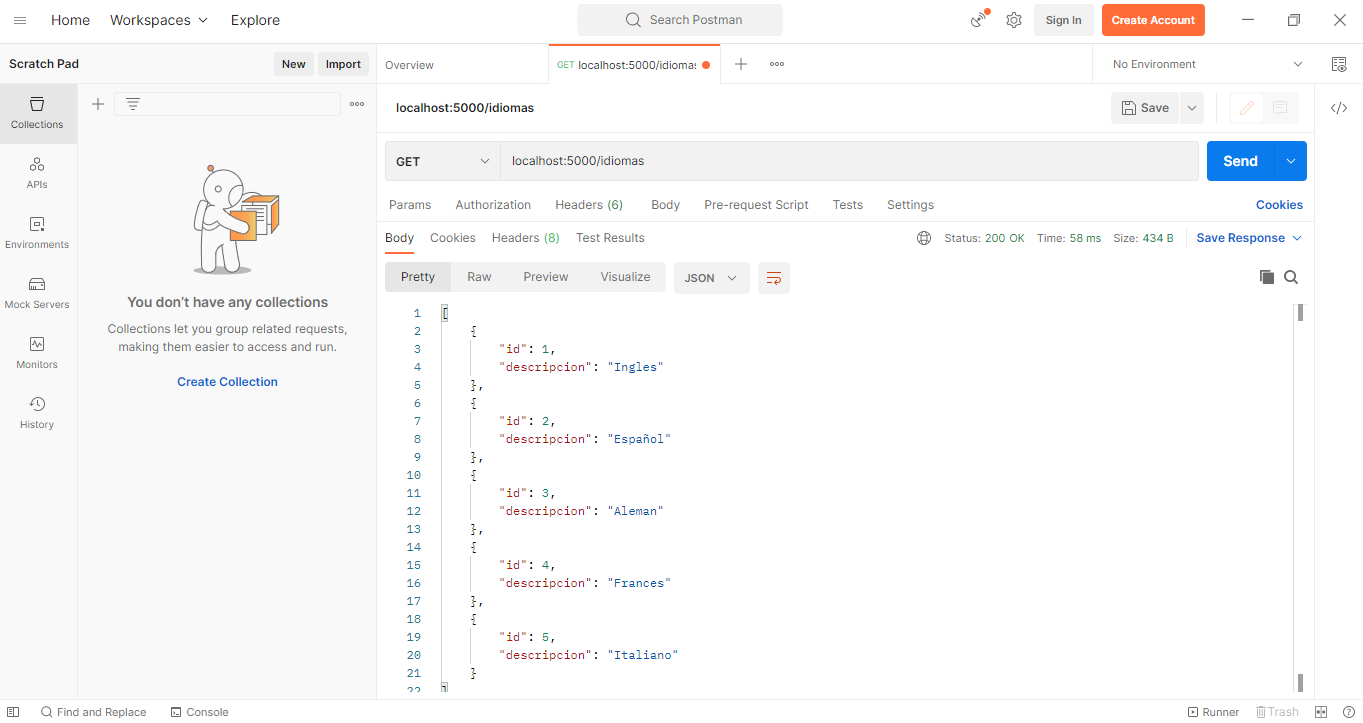 Home Workspaces Explore Search Postman Sign In Create Account
Scratch Pad New Import Overview GET localhost:5000/idiomas No Environment
Collections
APIs
Environments
Mock Servers
Monitors
History
You don't have any collections
Collections let you group related requests,
making them easier to access and run.
Create Collection
localhost:5000/idiomas Save
GET localhost:5000/idiomas Send
Params Authorization Headers (6) Body Pre-request Script Tests Settings Cookies
Body Cookies Headers (8) Test Results Status: 200 OK Time: 58 ms Size: 434 B Save Response
Pretty Raw Preview Visualize JSON
1 [
2 {
3 "id": 1,
4 "descripcion": "Ingles"
5 },
6 {
7 "id": 2,
8 "descripcion": "Español"
9 },
10 {
11 "id": 3,
12 "descripcion": "Aleman"
13 },
14 {
15 "id": 4,
16 "descripcion": "Frances"
17 },
18 {
19 "id": 5,
20 "descripcion": "Italiano"
21 }
22 ]
Find and Replace Console Runner Trash